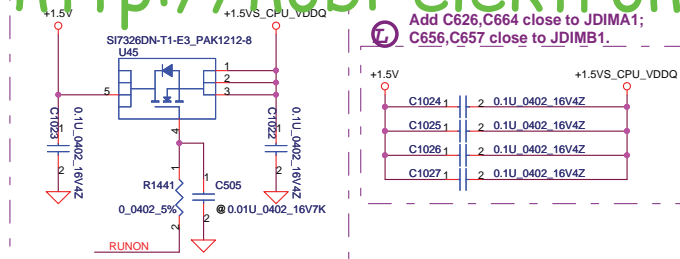 +1.5V
+1.5VS_CPU_VDDQ
SI7326DN-T1-E3_PAK1212-8
U45
5
1
2
3
4
C1023
1
2
0.1U_0402_16V4Z
C1022
1
2
0.1U_0402_16V4Z
R1441
0_0402_5%
1
2
C505
1
2
@
0.01U_0402_16V7K
RUNON
L
Add C626,C664 close to JDIMA1;
C656,C657 close to JDIMB1.
+1.5V
+1.5VS_CPU_VDDQ
C1024 1 2 0.1U_0402_16V4Z
C1025 1 2 0.1U_0402_16V4Z
C1026 1 2 0.1U_0402_16V4Z
C1027 1 2 0.1U_0402_16V4Z